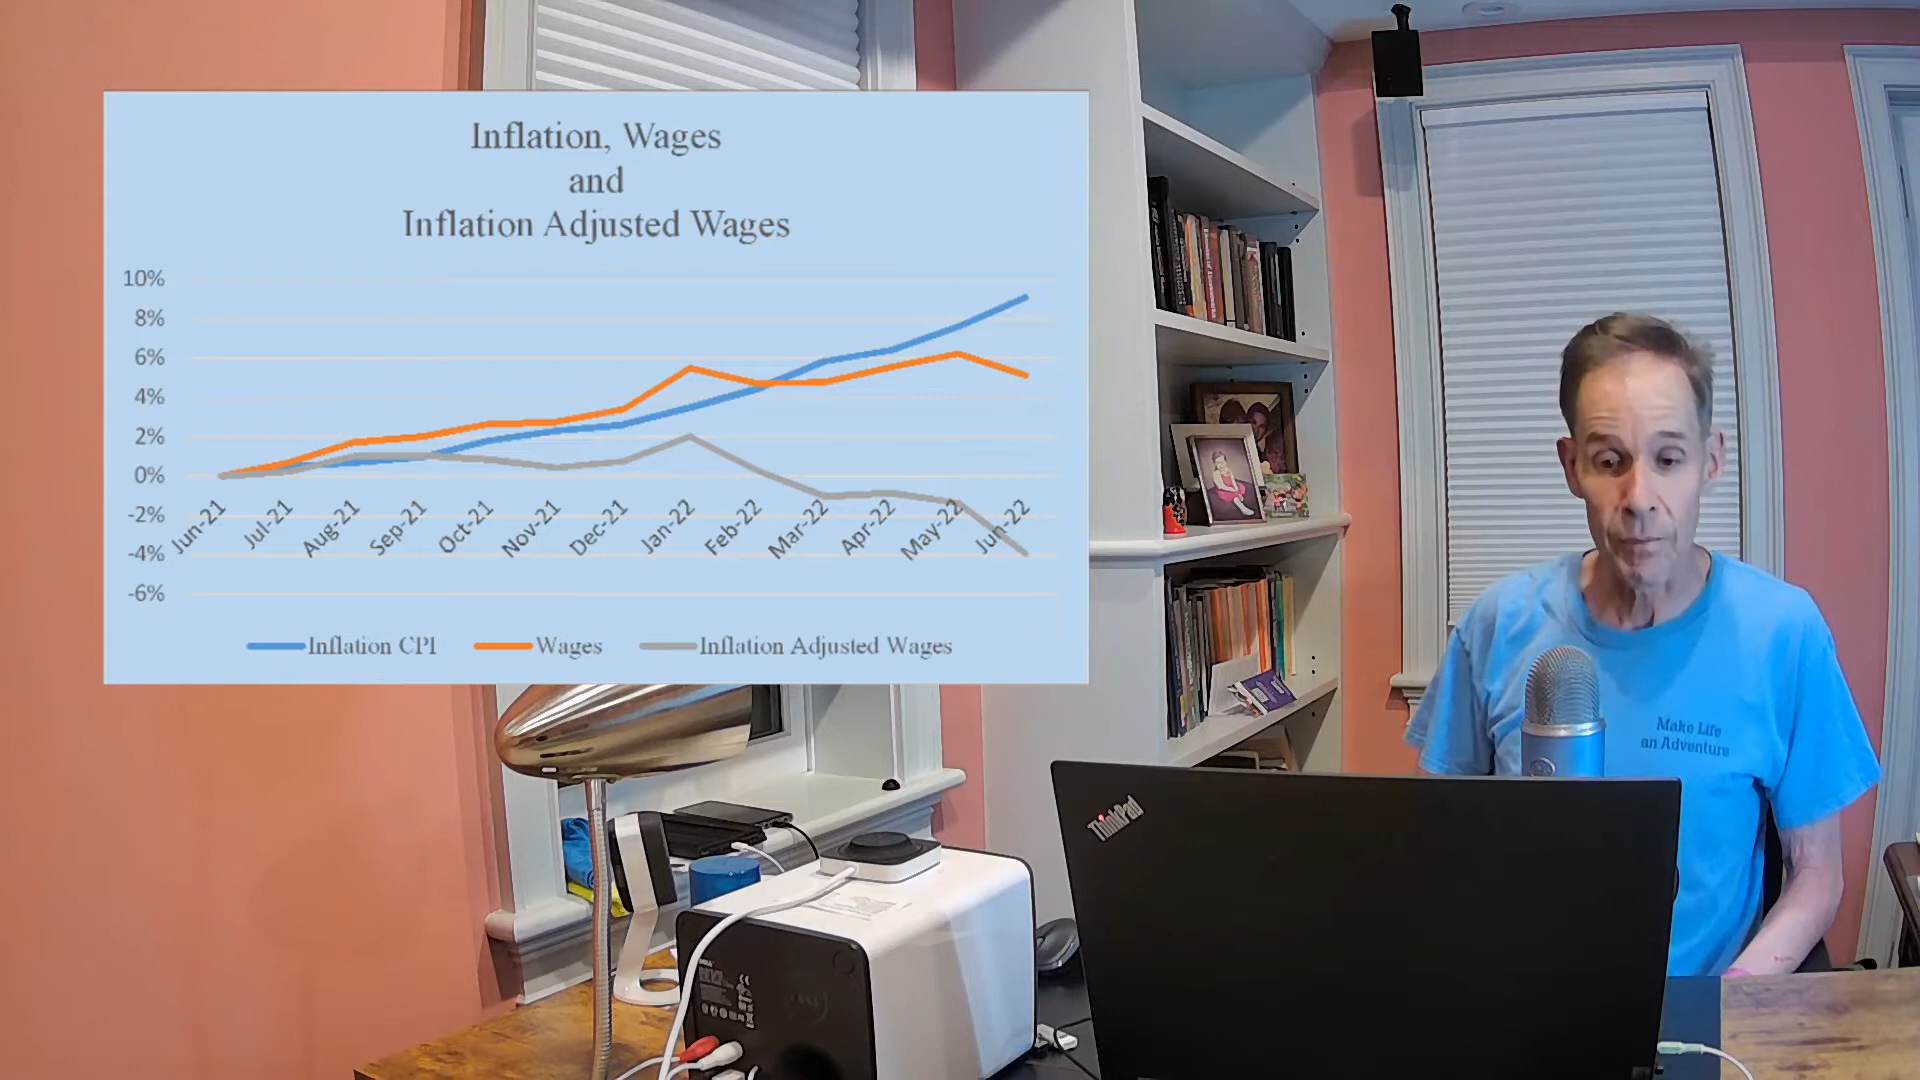 Inflation, Wages
and
Inflation Adjusted Wages
10%
8%
6%
4%
2%
0%
-2%
-4%
-6%
Jun-21
Jul-21
Aug-21
Sep-21
Oct-21
Nov-21
Dec-21
Jan-22
Feb-22
Mar-22
Apr-22
May-22
Jun-22
Inflation CPI
Wages
Inflation Adjusted Wages
Make Life
an Adventure
ThinkPad